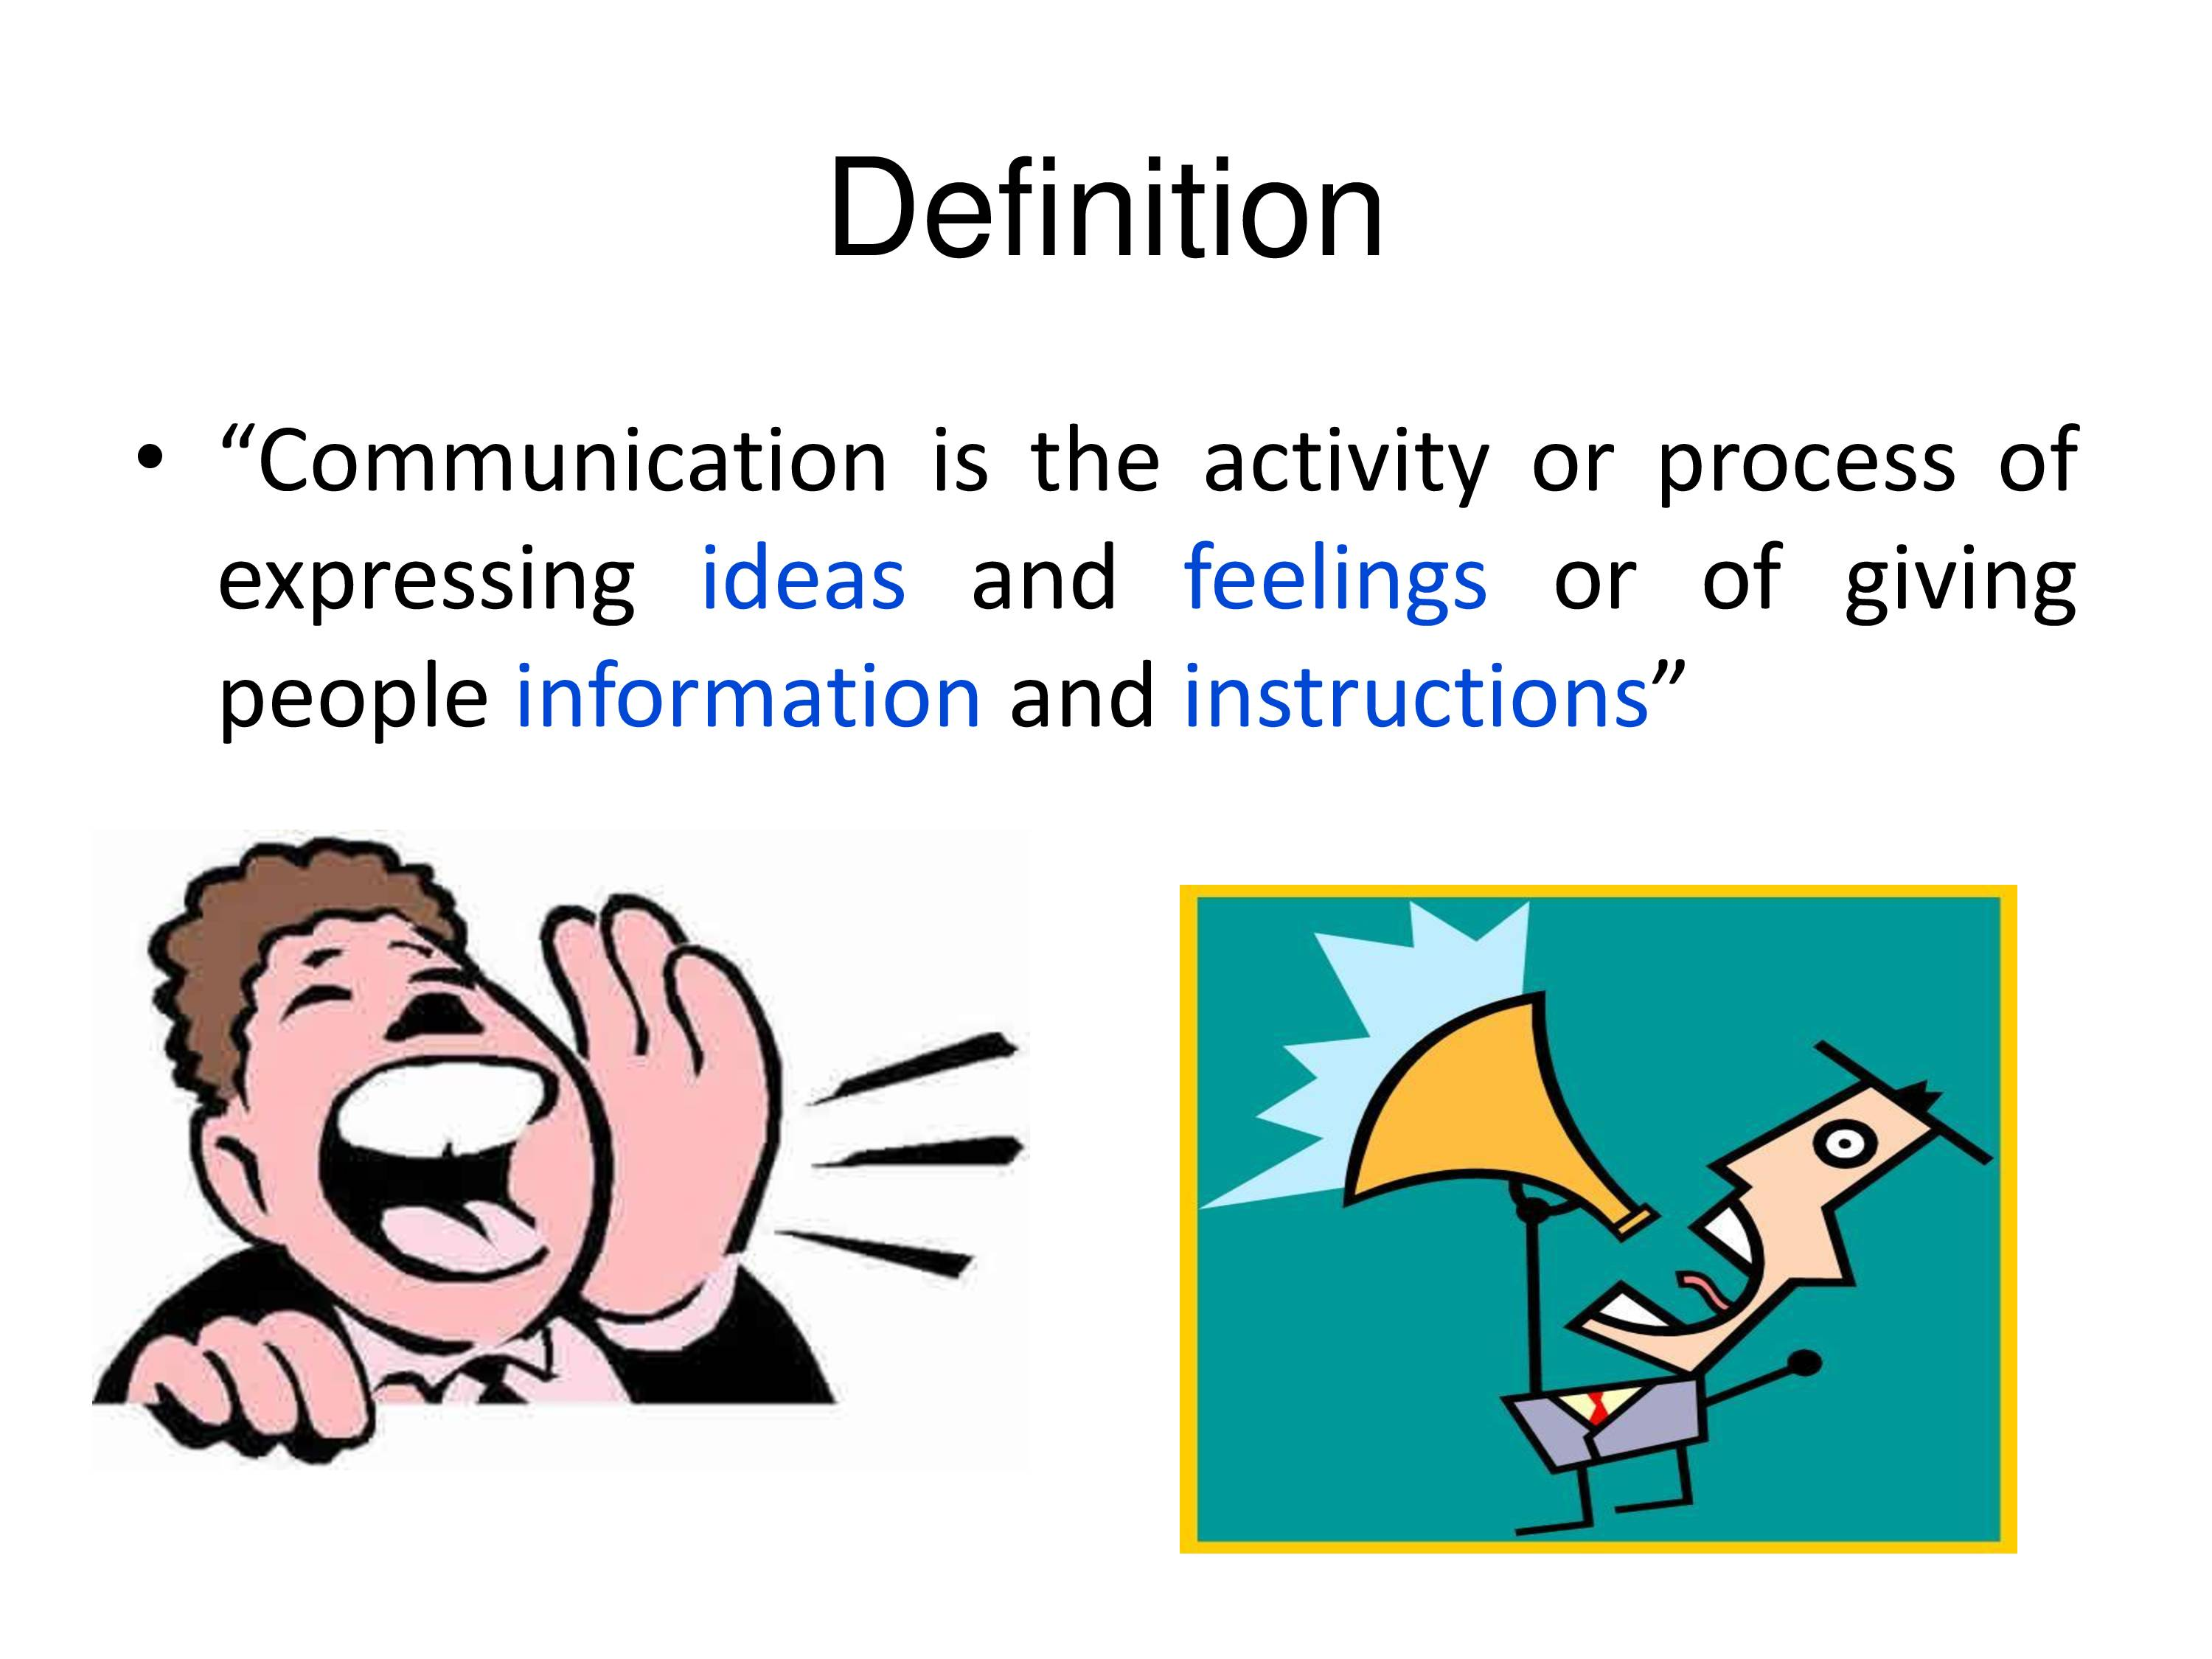 Definition
• “Communication is the activity or process of
expressing ideas and feelings or of giving
people information and instructions”